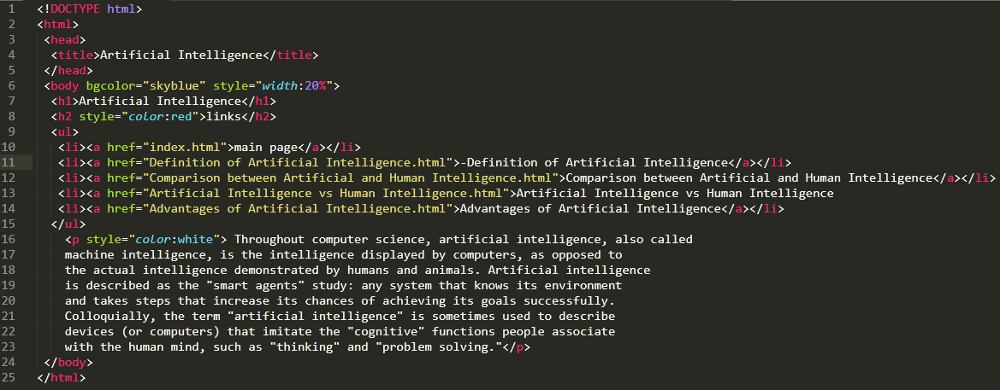 1 <!DOCTYPE html>
2 <html>
3 <head>
4 <title>Artificial Intelligence</title>
5 </head>
6 <body bgcolor="skyblue" style="width:20%">
7 <h1>Artificial Intelligence</h1>
8 <h2 style="color:red">links</h2>
9 <ul>
10 <li><a href="index.html">main page</a></li>
11 <li><a href="Definition of Artificial Intelligence.html">-Definition of Artificial Intelligence</a></li>
12 <li><a href="Comparison between Artificial and Human Intelligence.html">Comparison between Artificial and Human Intelligence</a></li>
13 <li><a href="Artificial Intelligence vs Human Intelligence.html">Artificial Intelligence vs Human Intelligence
14 <li><a href="Advantages of Artificial Intelligence.html">Advantages of Artificial Intelligence</a></li>
15 </ul>
16 <p style="color:white"> Throughout computer science, artificial intelligence, also called
17 machine intelligence, is the intelligence displayed by computers, as opposed to
18 the actual intelligence demonstrated by humans and animals. Artificial intelligence
19 is described as the "smart agents" study: any system that knows its environment
20 and takes steps that increase its chances of achieving its goals successfully.
21 Colloquially, the term "artificial intelligence" is sometimes used to describe
22 devices (or computers) that imitate the "cognitive" functions people associate
23 with the human mind, such as "thinking" and "problem solving."</p>
24 </body>
25 </html>